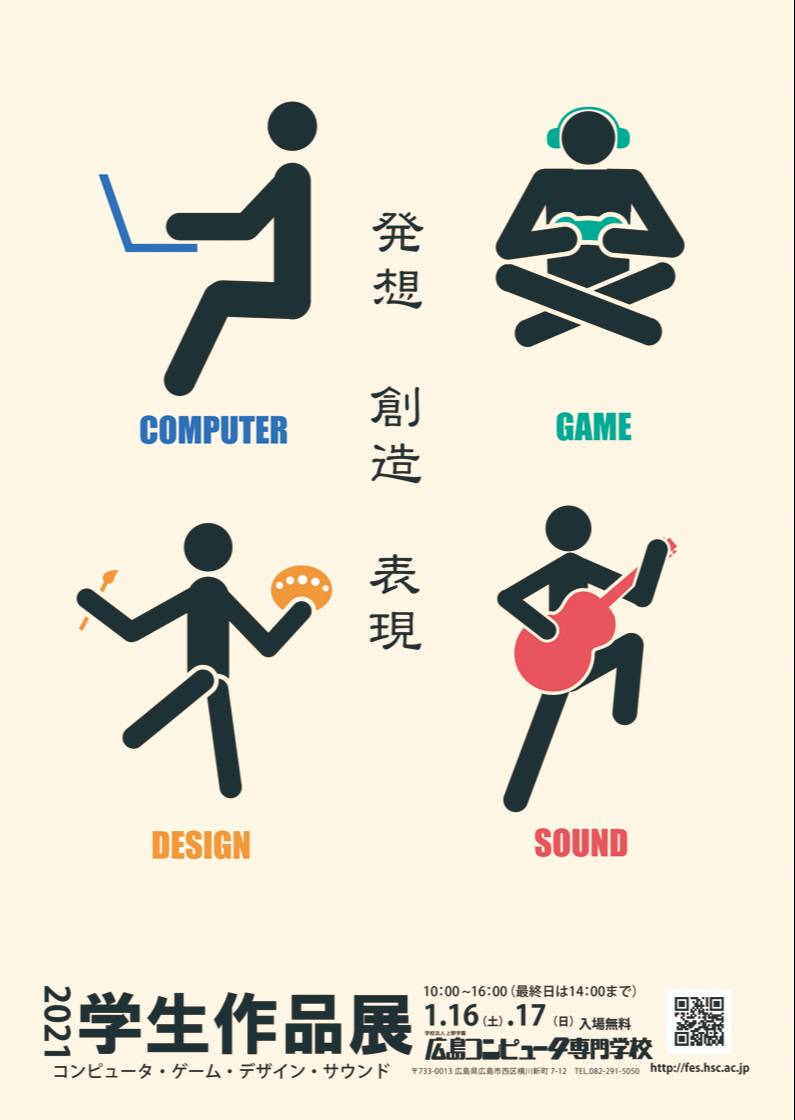 発想
創造
表現
COMPUTER
GAME
DESIGN
SOUND
2021
学生作品展
コンピュータ・ゲーム・デザイン・サウンド
10:00~16:00(最終日は14:00まで)
1.16(土).17(日)入場無料
学校法人上野学園
広島コンピュータ専門学校
〒733-0013 広島県広島市西区横川新町 7-12 TEL.082-291-5050
http://fes.hsc.ac.jp